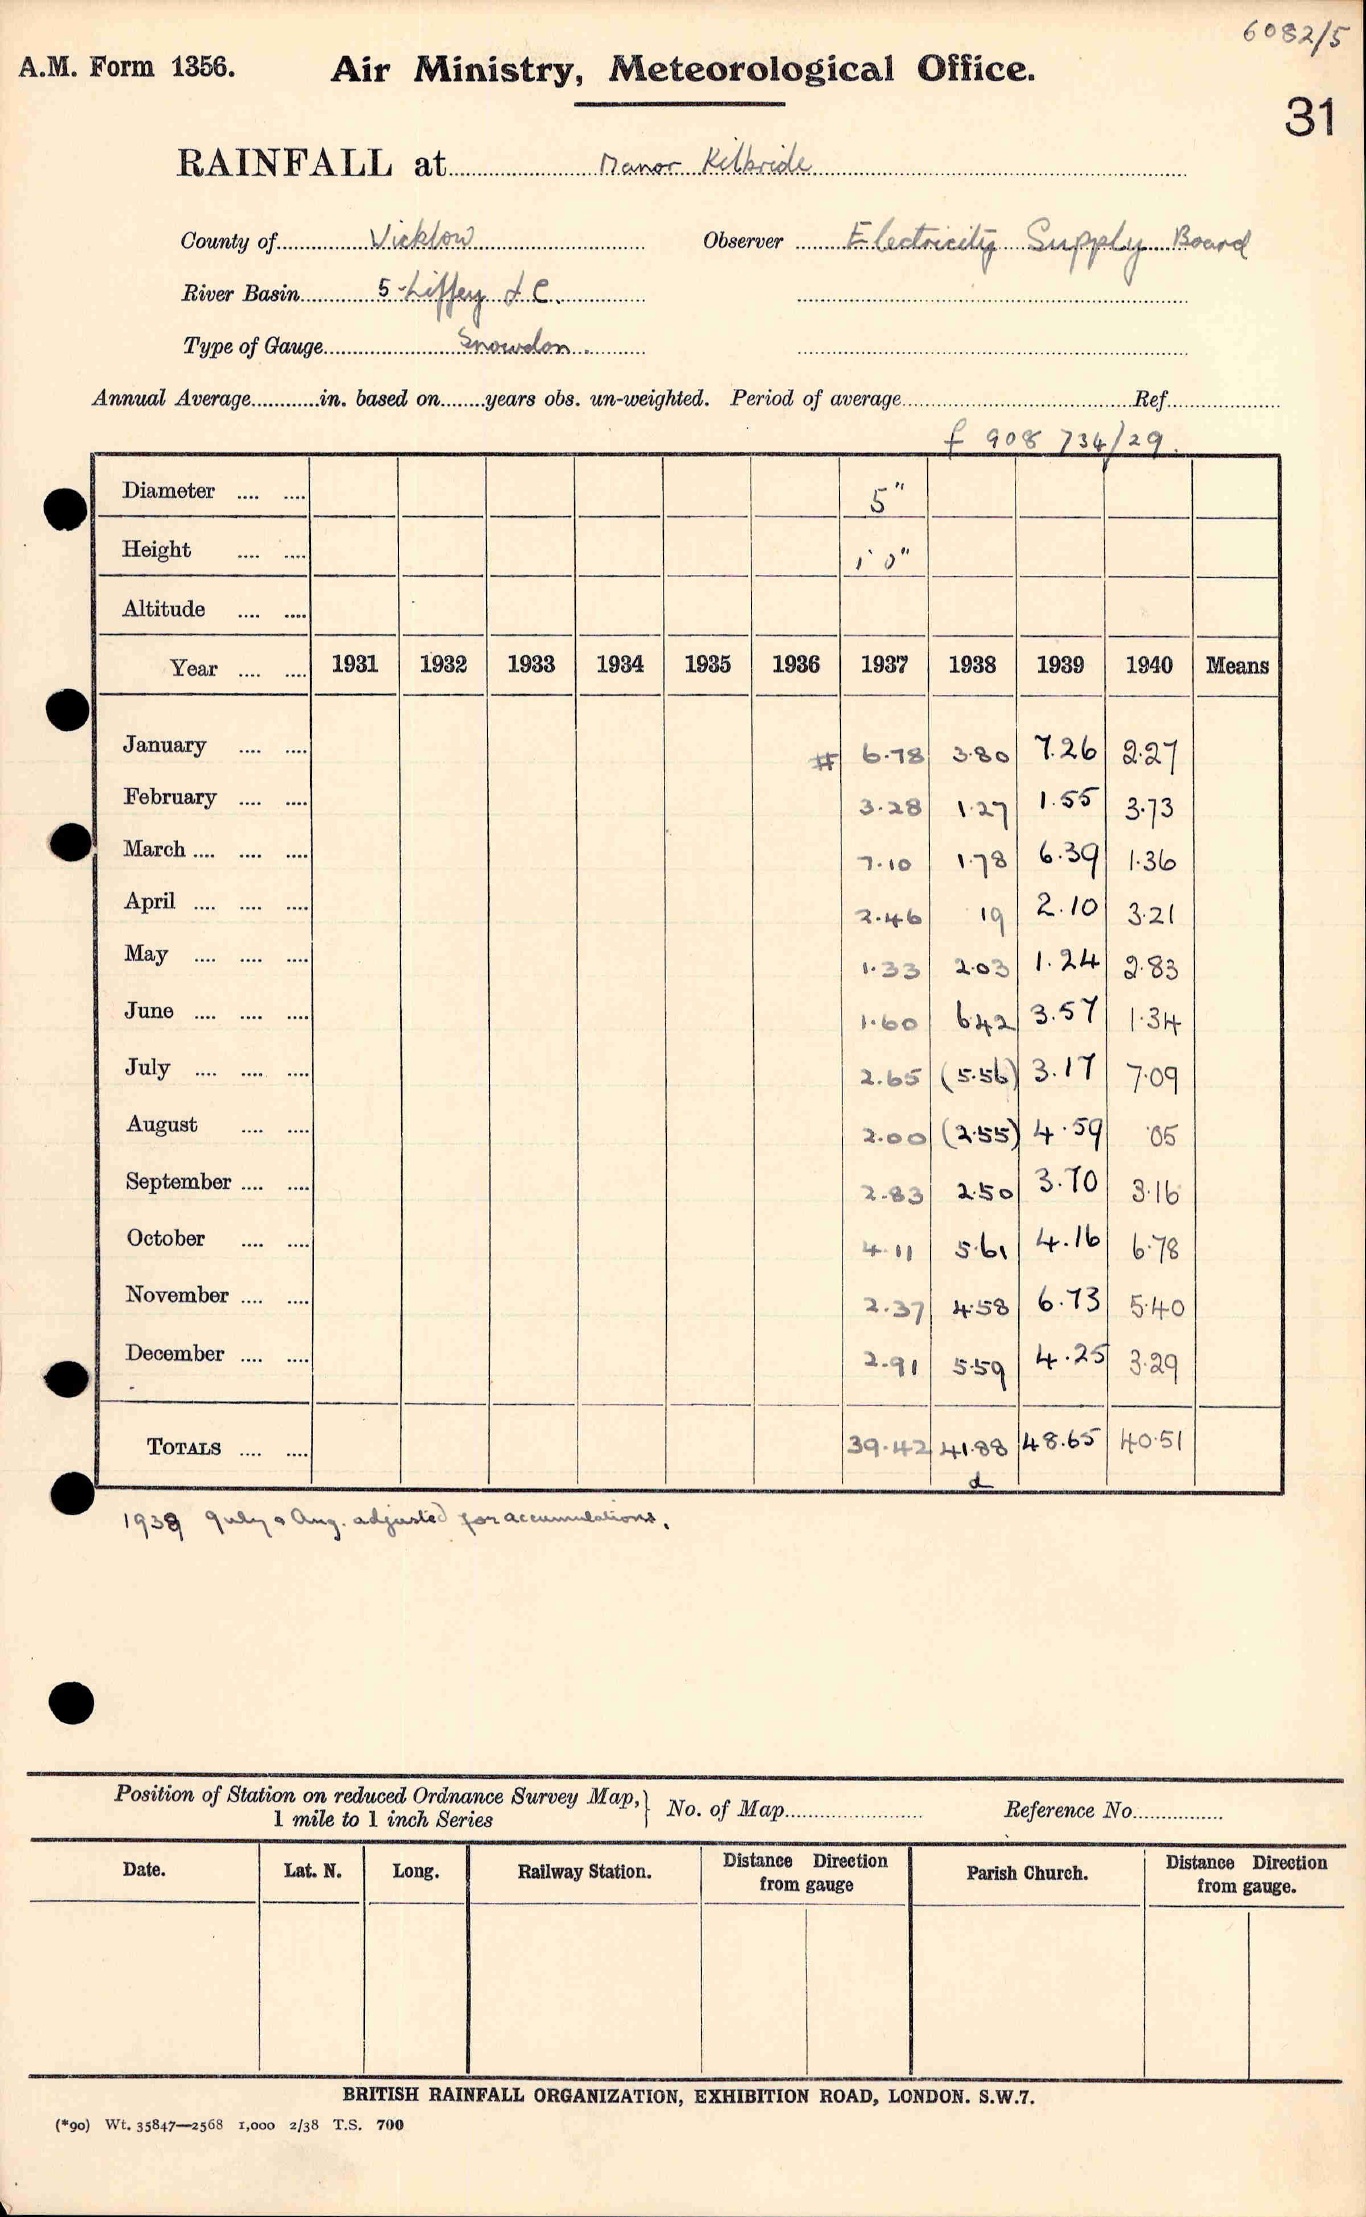 6082/5
A.M. Form 1356. Air Ministry, Meteorological Office.
31
RAINFALL at Manor Kilbride
County of Wicklow Observer Electricity Supply Board
River Basin 5-Liffey & C.
Type of Gauge Snowdon.
Annual Average............in. based on........years obs. un-weighted. Period of average........Ref........
f 908 734/29.
Diameter .... .... 5"
Height .... .... 1' 0"
Altitude .... ....
Year .... .... 1931 1932 1933 1934 1935 1936 1937 1938 1939 1940 Means
January .... .... # 6.78 3.80 7.26 2.27
February .... .... 3.28 1.27 1.55 3.73
March .... .... .... 7.10 1.78 6.39 1.36
April .... .... .... 2.46 19 2.10 3.21
May .... .... .... 1.33 2.03 1.24 2.83
June .... .... .... 1.60 6.42 3.57 1.34
July .... .... .... 2.65 (5.56) 3.17 7.09
August .... .... 2.00 (2.55) 4.59 .05
September .... .... 2.83 2.50 3.70 3.16
October .... .... 4.11 5.61 4.16 6.78
November .... .... 2.37 4.58 6.73 5.40
December .... .... 2.91 5.59 4.25 3.29
TOTALS .... .... 39.42 41.88 48.65 40.51
d
1938 July & Aug. adjusted for accumulations.
Position of Station on reduced Ordnance Survey Map,
1 mile to 1 inch Series } No. of Map........ Reference No........
Date. Lat. N. Long. Railway Station. Distance Direction from gauge Parish Church. Distance Direction from gauge.
BRITISH RAINFALL ORGANIZATION, EXHIBITION ROAD, LONDON. S.W.7.
(*90) Wt. 35847—2568 1,000 2/38 T.S. 700